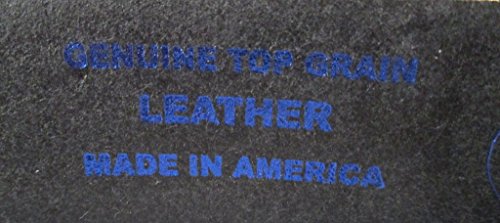 GENUINE TOP GRAIN
LEATHER
MADE IN AMERICA